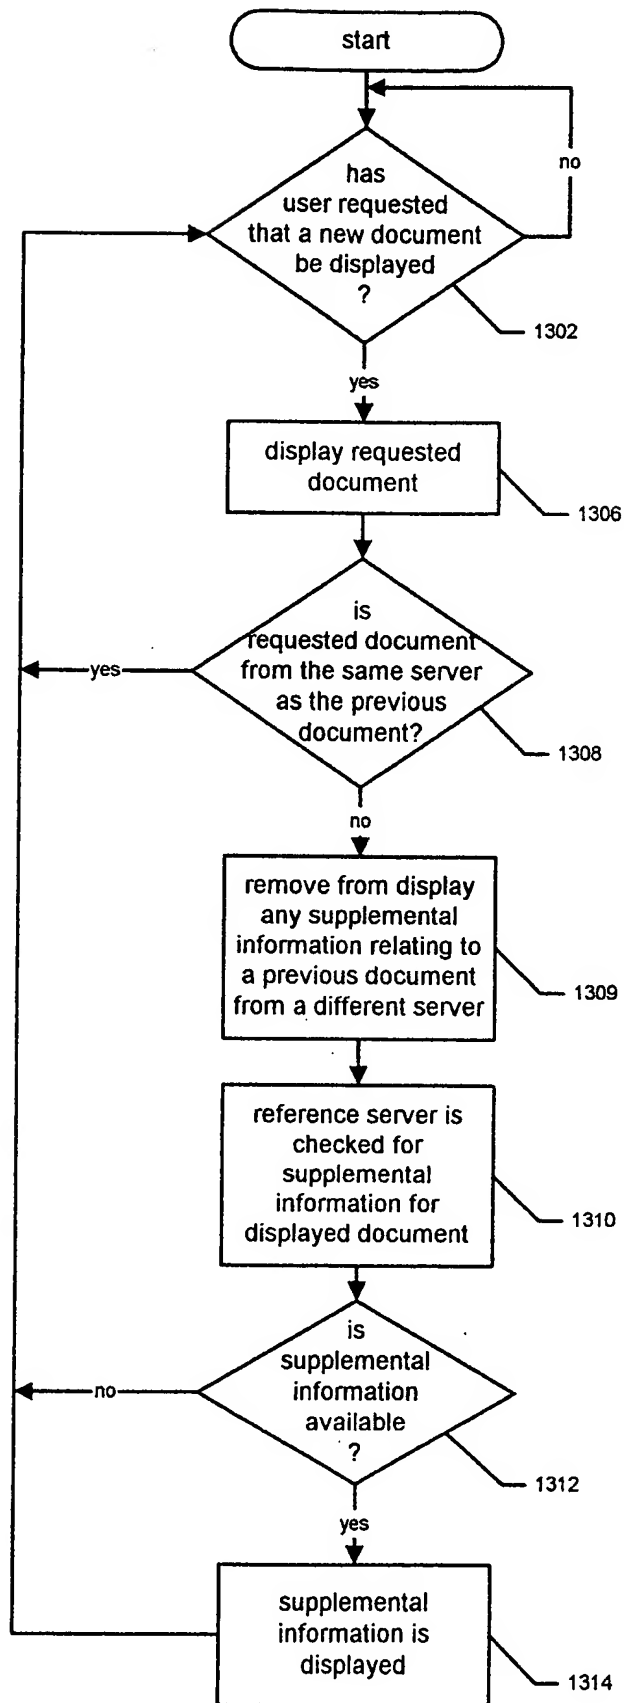 start
has
user requested
that a new document
be displayed
?
no
1302
yes
display requested
document
1306
is
requested document
from the same server
as the previous
document?
yes
1308
no
remove from display
any supplemental
information relating to
a previous document
from a different server
1309
reference server is
checked for
supplemental
information for
displayed document
1310
is
supplemental
information
available
?
no
1312
yes
supplemental
information is
displayed
1314